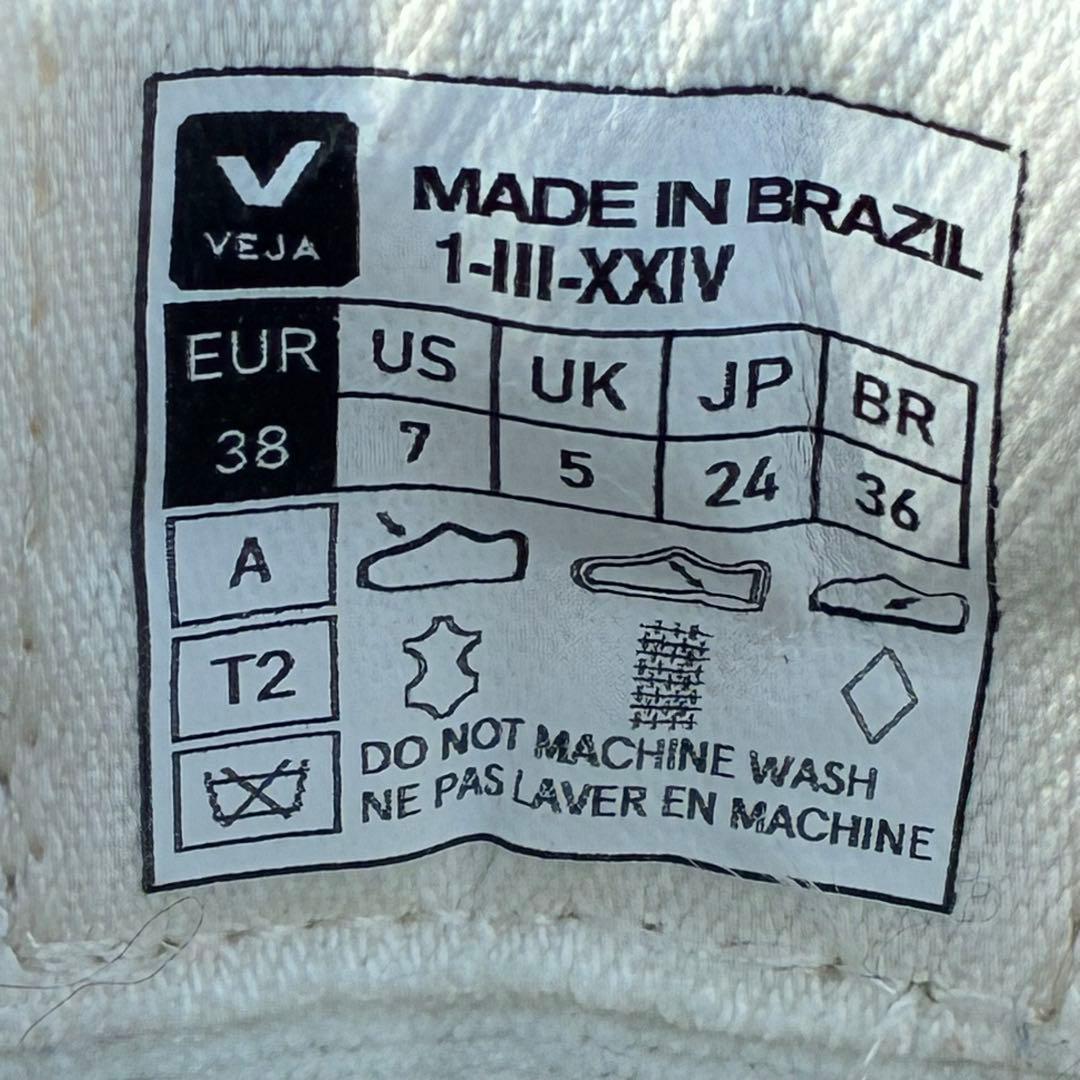 VEJA
MADE IN BRAZIL
1-III-XXIV
EUR US UK JP BR
38 7 5 24 36
A
T2
DO NOT MACHINE WASH
NE PAS LAVER EN MACHINE